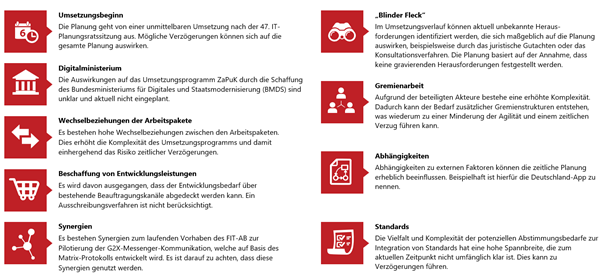 Umsetzungsbeginn
Die Planung geht von einer unmittelbaren Umsetzung nach der 47. IT-
Planungsratssitzung aus. Mögliche Verzögerungen können sich auf die
gesamte Planung auswirken.
Digitalministerium
Die Auswirkungen auf das Umsetzungsprogramm ZaPuK durch die Schaffung
des Bundesministeriums für Digitales und Staatsmodernisierung (BMDS) sind
unklar und aktuell nicht eingeplant.
Wechselbeziehungen der Arbeitspakete
Es bestehen hohe Wechselbeziehungen zwischen den Arbeitspaketen.
Dies erhöht die Komplexität des Umsetzungsprogramms und damit
einhergehend das Risiko zeitlicher Verzögerungen.
Beschaffung von Entwicklungsleistungen
Es wird davon ausgegangen, dass der Entwicklungsbedarf über
bestehende Beauftragungskanäle abgedeckt werden kann. Ein
Ausschreibungsverfahren ist nicht berücksichtigt.
Synergien
Es bestehen Synergien zum laufenden Vorhaben des FIT-AB zur
Pilotierung der G2X-Messenger-Kommunikation, welche auf Basis des
Matrix-Protokolls entwickelt wird. Es ist darauf zu achten, dass diese
Synergien genutzt werden.
„Blinder Fleck"
Im Umsetzungsverlauf können aktuell unbekannte Heraus-
forderungen identifiziert werden, die sich maßgeblich auf die Planung
auswirken, beispielsweise durch das juristische Gutachten oder das
Konsultationsverfahren. Die Planung basiert auf der Annahme, dass
keine gravierenden Herausforderungen festgestellt werden.
Gremienarbeit
Aufgrund der beteiligten Akteure bestehe eine erhöhte Komplexität.
Dadurch kann der Bedarf zusätzlicher Gremienstrukturen entstehen,
was wiederum zu einer Minderung der Agilität und einem zeitlichen
Verzug führen kann.
Abhängigkeiten
Abhängigkeiten zu externen Faktoren können die zeitliche Planung
erheblich beeinflussen. Beispielhaft ist hierfür die Deutschland-App zu
nennen.
Standards
Die Vielfalt und Komplexität der potenziellen Abstimmungsbedarfe zur
Integration von Standards hat eine hohe Spannbreite, die zum
aktuellen Zeitpunkt nicht umfänglich klar ist. Dies kann zu
Verzögerungen führen.
6